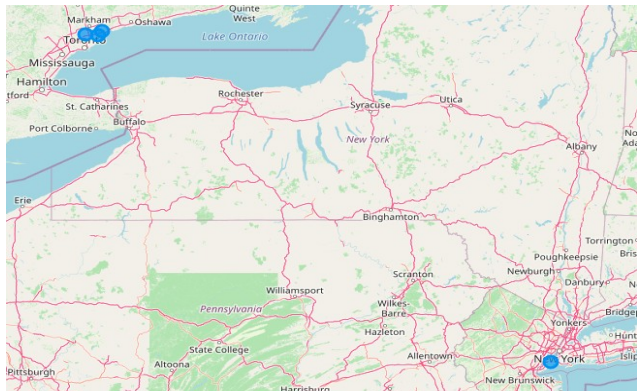 Markham
Oshawa
Quinte
West
Toronto
Lake Ontario
Mississauga
Hamilton
tford
St. Catharines
Rochester
Syracuse
Utica
Port Colborne
Buffalo
New York
Albany
Erie
Binghamton
Torrington
Poughkeepsie
Newburgh
Danbury
Scranton
Williamsport
Wilkes-
Barre
Pennsylvania
Hazleton
Yonkers
Bridgep
Hunt
State College
Allentown
New York
Islip
Pittsburgh
Altoona
New Brunswick
Harrisburg